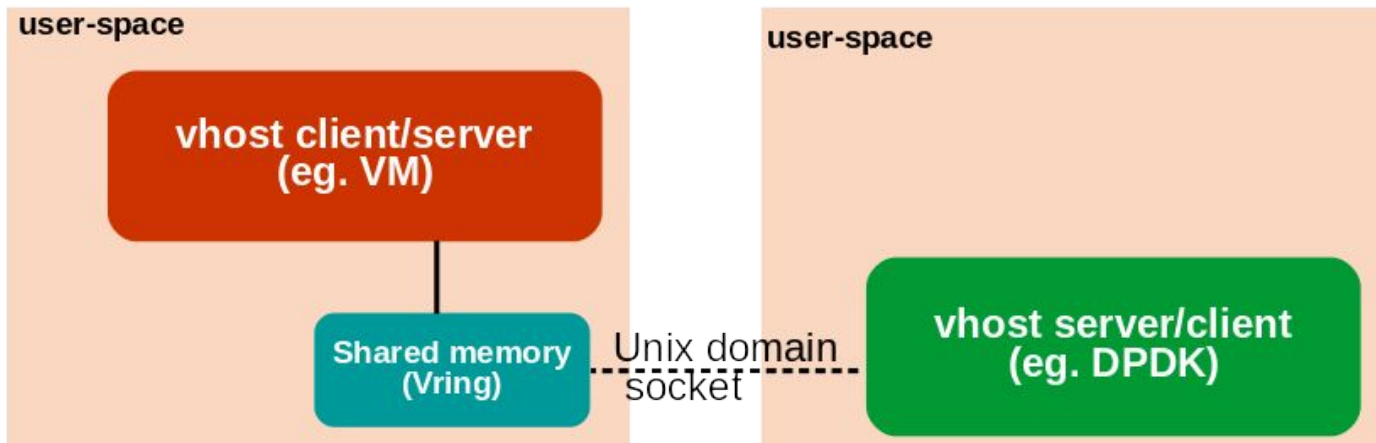 user-space
vhost client/server
(eg. VM)
Shared memory
(Vring)
Unix domain
socket
user-space
vhost server/client
(eg. DPDK)